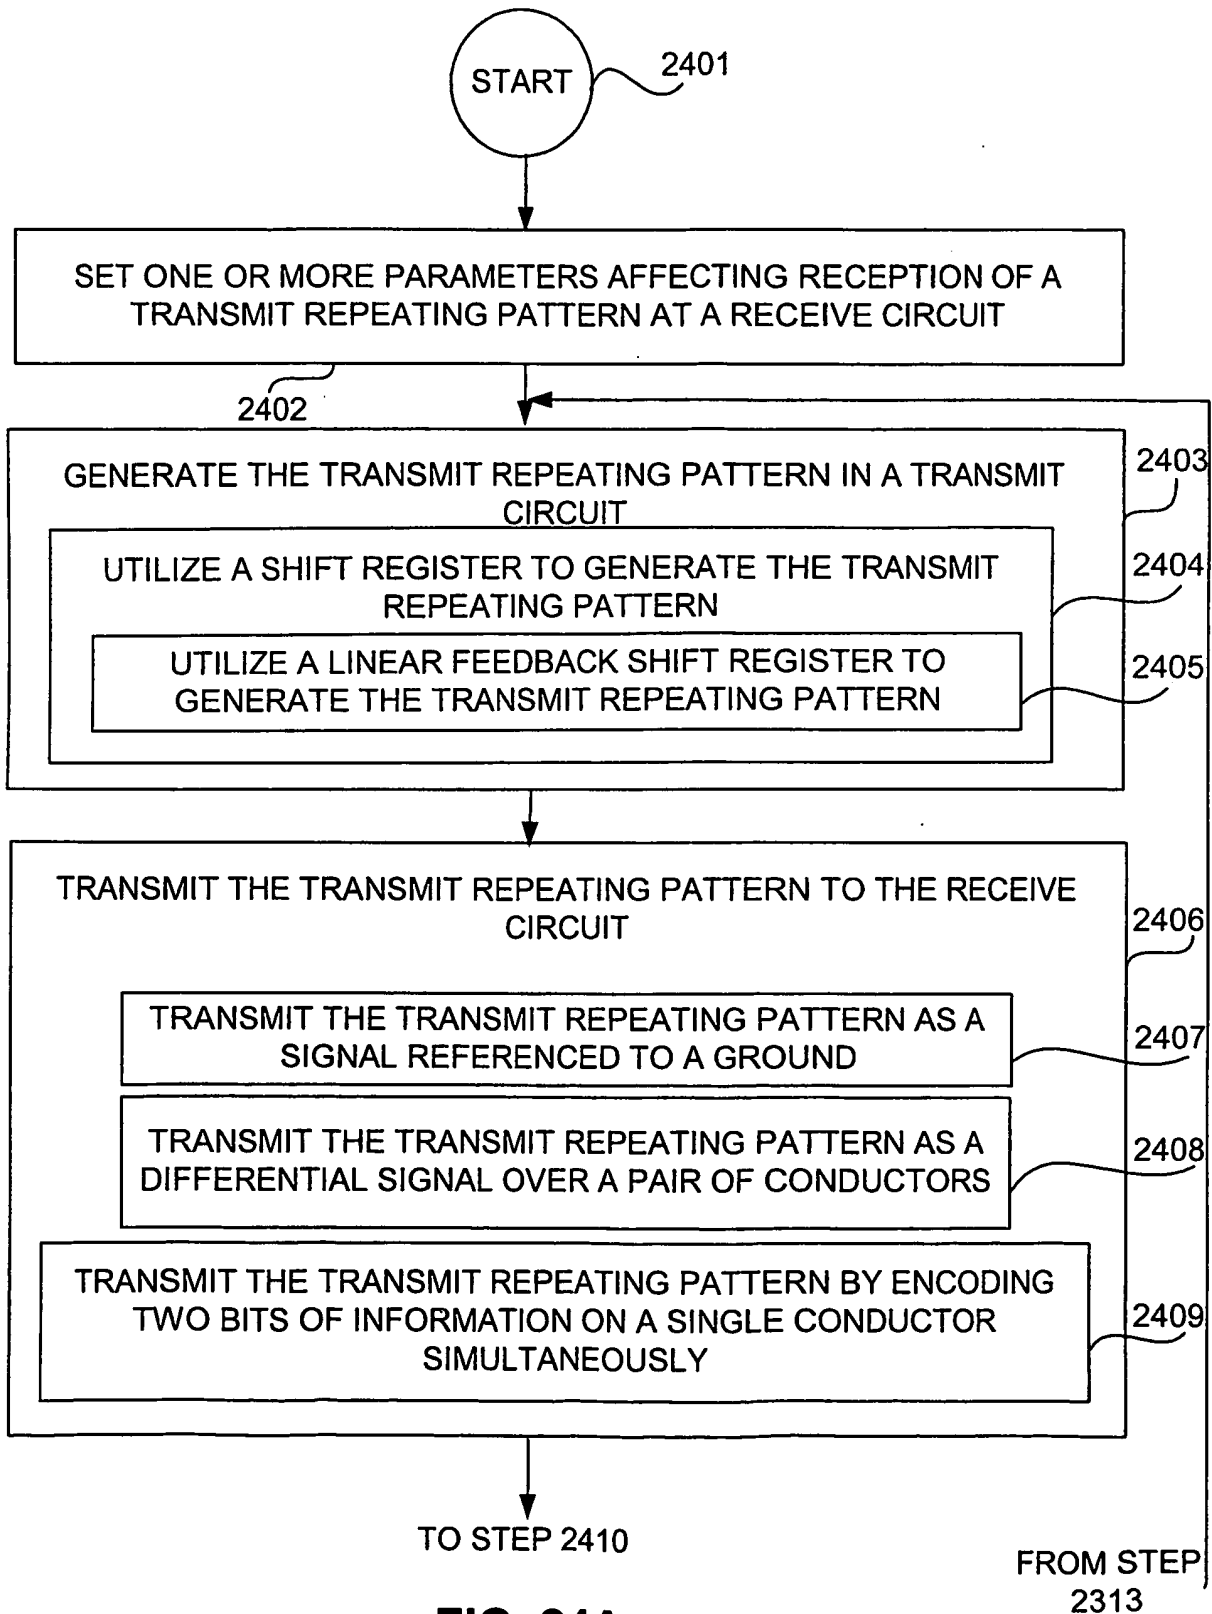 START
2401
SET ONE OR MORE PARAMETERS AFFECTING RECEPTION OF A
TRANSMIT REPEATING PATTERN AT A RECEIVE CIRCUIT
2402
GENERATE THE TRANSMIT REPEATING PATTERN IN A TRANSMIT
CIRCUIT
2403
UTILIZE A SHIFT REGISTER TO GENERATE THE TRANSMIT
REPEATING PATTERN
2404
UTILIZE A LINEAR FEEDBACK SHIFT REGISTER TO
GENERATE THE TRANSMIT REPEATING PATTERN
2405
TRANSMIT THE TRANSMIT REPEATING PATTERN TO THE RECEIVE
CIRCUIT
2406
TRANSMIT THE TRANSMIT REPEATING PATTERN AS A
SIGNAL REFERENCED TO A GROUND
2407
TRANSMIT THE TRANSMIT REPEATING PATTERN AS A
DIFFERENTIAL SIGNAL OVER A PAIR OF CONDUCTORS
2408
TRANSMIT THE TRANSMIT REPEATING PATTERN BY ENCODING
TWO BITS OF INFORMATION ON A SINGLE CONDUCTOR
SIMULTANEOUSLY
2409
TO STEP 2410
FROM STEP
2313